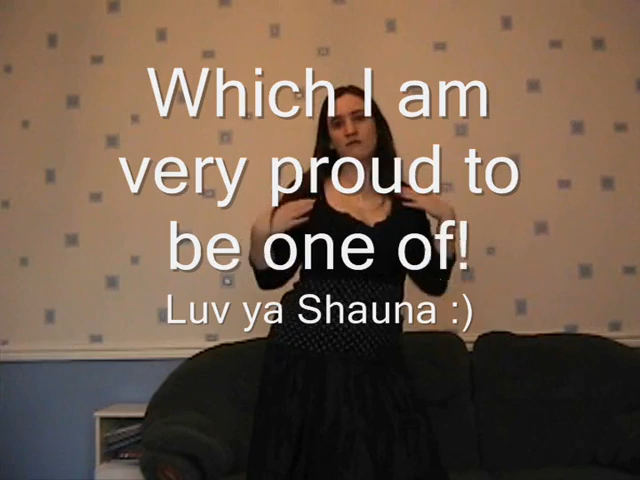 Which I am
very proud to
be one of!
Luv ya Shauna :)